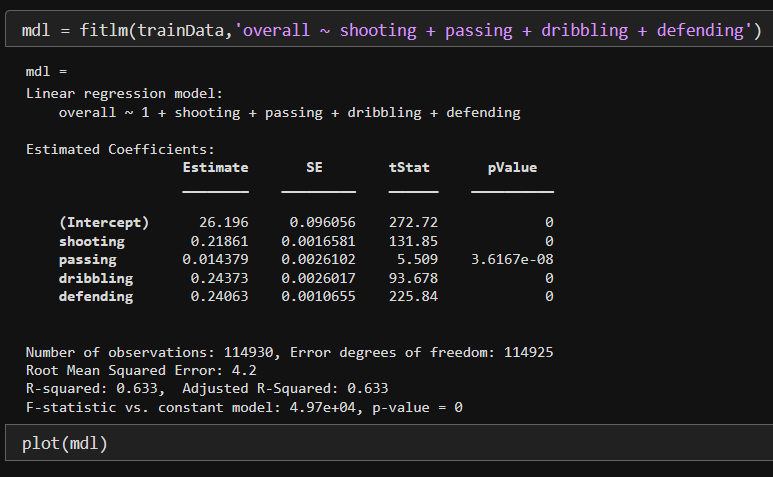 mdl = fitlm(trainData,'overall ~ shooting + passing + dribbling + defending')
mdl =
Linear regression model:
overall ~ 1 + shooting + passing + dribbling + defending
Estimated Coefficients:
Estimate SE tStat pValue
(Intercept) 26.196 0.096056 272.72 0
shooting 0.21861 0.0016581 131.85 0
passing 0.014379 0.0026102 5.509 3.6167e-08
dribbling 0.24373 0.0026017 93.678 0
defending 0.24063 0.0010655 225.84 0
Number of observations: 114930, Error degrees of freedom: 114925
Root Mean Squared Error: 4.2
R-squared: 0.633, Adjusted R-Squared: 0.633
F-statistic vs. constant model: 4.97e+04, p-value = 0
plot(mdl)